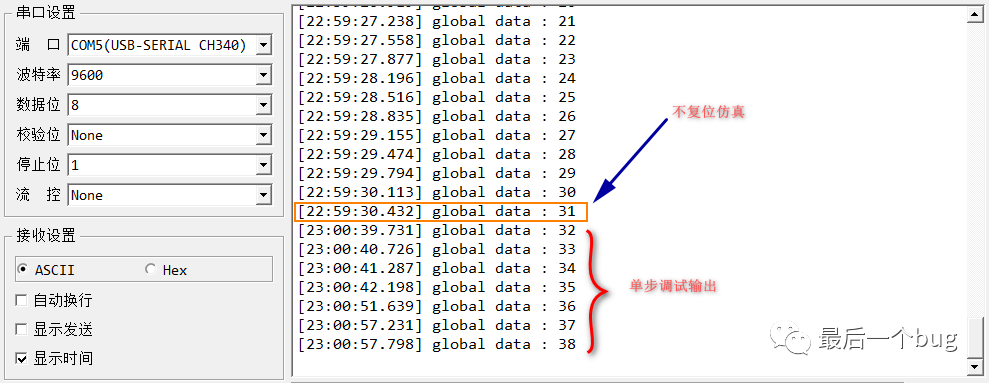 串口设置
端 口 COM5(USB-SERIAL CH340)
波特率 9600
数据位 8
校验位 None
停止位 1
流 控 None
接收设置
ASCII Hex
自动换行
显示发送
显示时间
[22:59:27.238] global data : 21
[22:59:27.558] global data : 22
[22:59:27.877] global data : 23
[22:59:28.196] global data : 24
[22:59:28.516] global data : 25
[22:59:28.835] global data : 26
[22:59:29.155] global data : 27
[22:59:29.474] global data : 28
[22:59:29.794] global data : 29
[22:59:30.113] global data : 30
[22:59:30.432] global data : 31
[23:00:39.731] global data : 32
[23:00:40.726] global data : 33
[23:00:41.287] global data : 34
[23:00:42.198] global data : 35
[23:00:51.639] global data : 36
[23:00:57.231] global data : 37
[23:00:57.798] global data : 38
不复位仿真
单步调试输出
最后一个bug